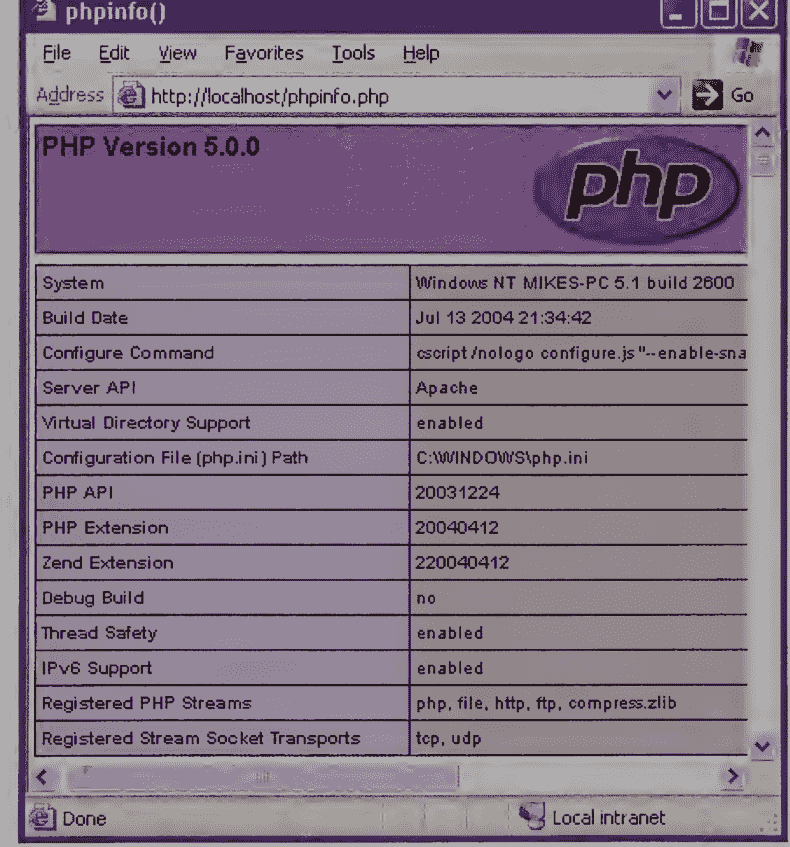 phpinfo()
File Edit View Favorites Tools Help
Address http://localhost/phpinfo.php Go
PHP Version 5.0.0
php
System Windows NT MIKES-PC 5.1 build 2600
Build Date Jul 13 2004 21:34:42
Configure Command cscript /nologo configure.js "--enable-sna
Server API Apache
Virtual Directory Support enabled
Configuration File (php.ini) Path C:\WINDOWS\php.ini
PHP API 20031224
PHP Extension 20040412
Zend Extension 220040412
Debug Build no
Thread Safety enabled
IPv6 Support enabled
Registered PHP Streams php, file, http, ftp, compress.zlib
Registered Stream Socket Transports tcp, udp
Done Local intranet